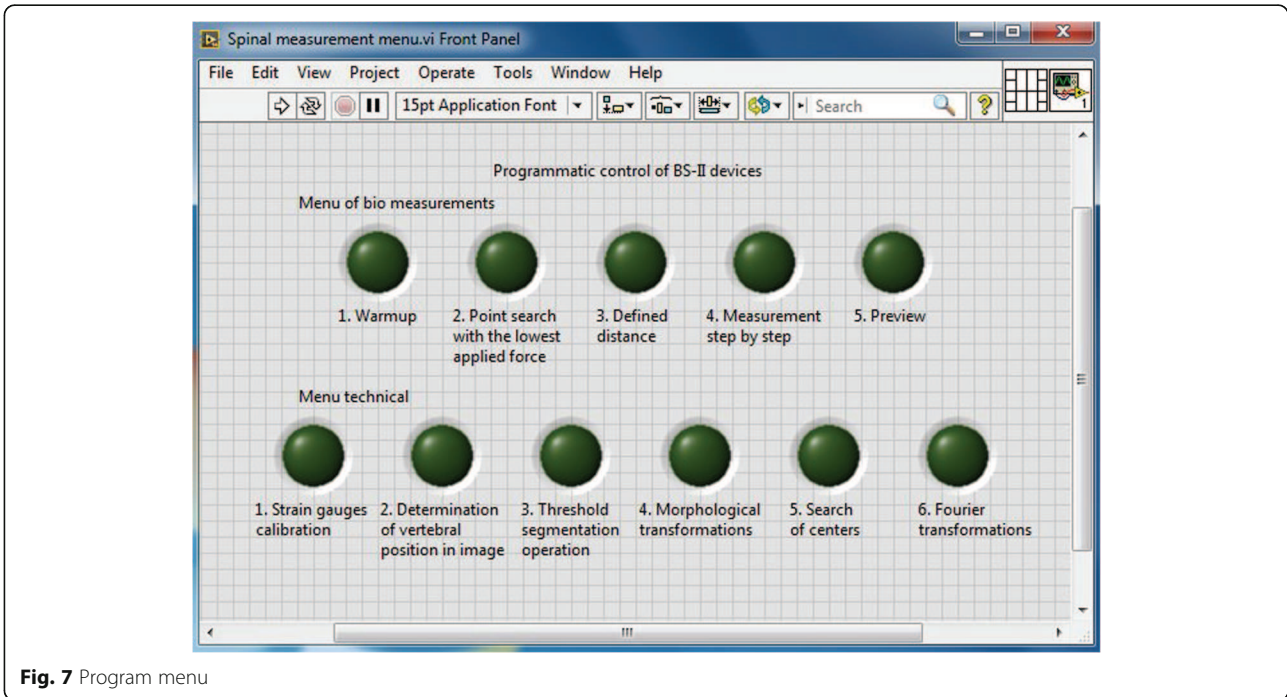 Spinal measurement menu.vi Front Panel
File Edit View Project Operate Tools Window Help
15pt Application Font
Search
1
Programmatic control of BS-II devices
Menu of bio measurements
1. Warmup
2. Point search
with the lowest
applied force
3. Defined
distance
4. Measurement
step by step
5. Preview
Menu technical
1. Strain gauges
calibration
2. Determination
of vertebral
position in image
3. Threshold
segmentation
operation
4. Morphological
transformations
5. Search
of centers
6. Fourier
transformations
Fig. 7 Program menu